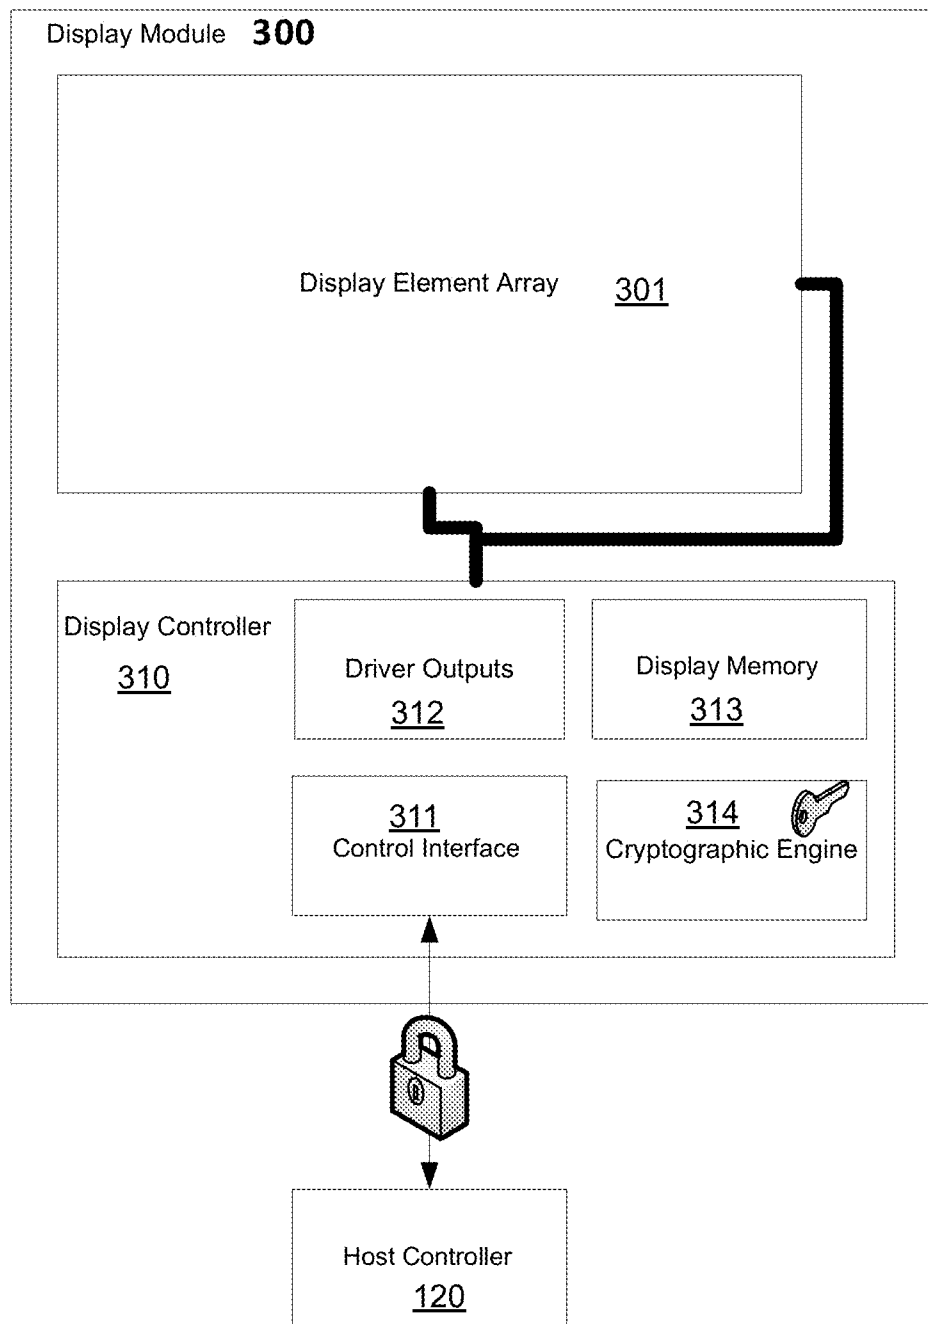 Display Module 300
Display Element Array 301
Display Controller
310
Driver Outputs
312
Display Memory
313
311
Control Interface
314
Cryptographic Engine
Host Controller
120